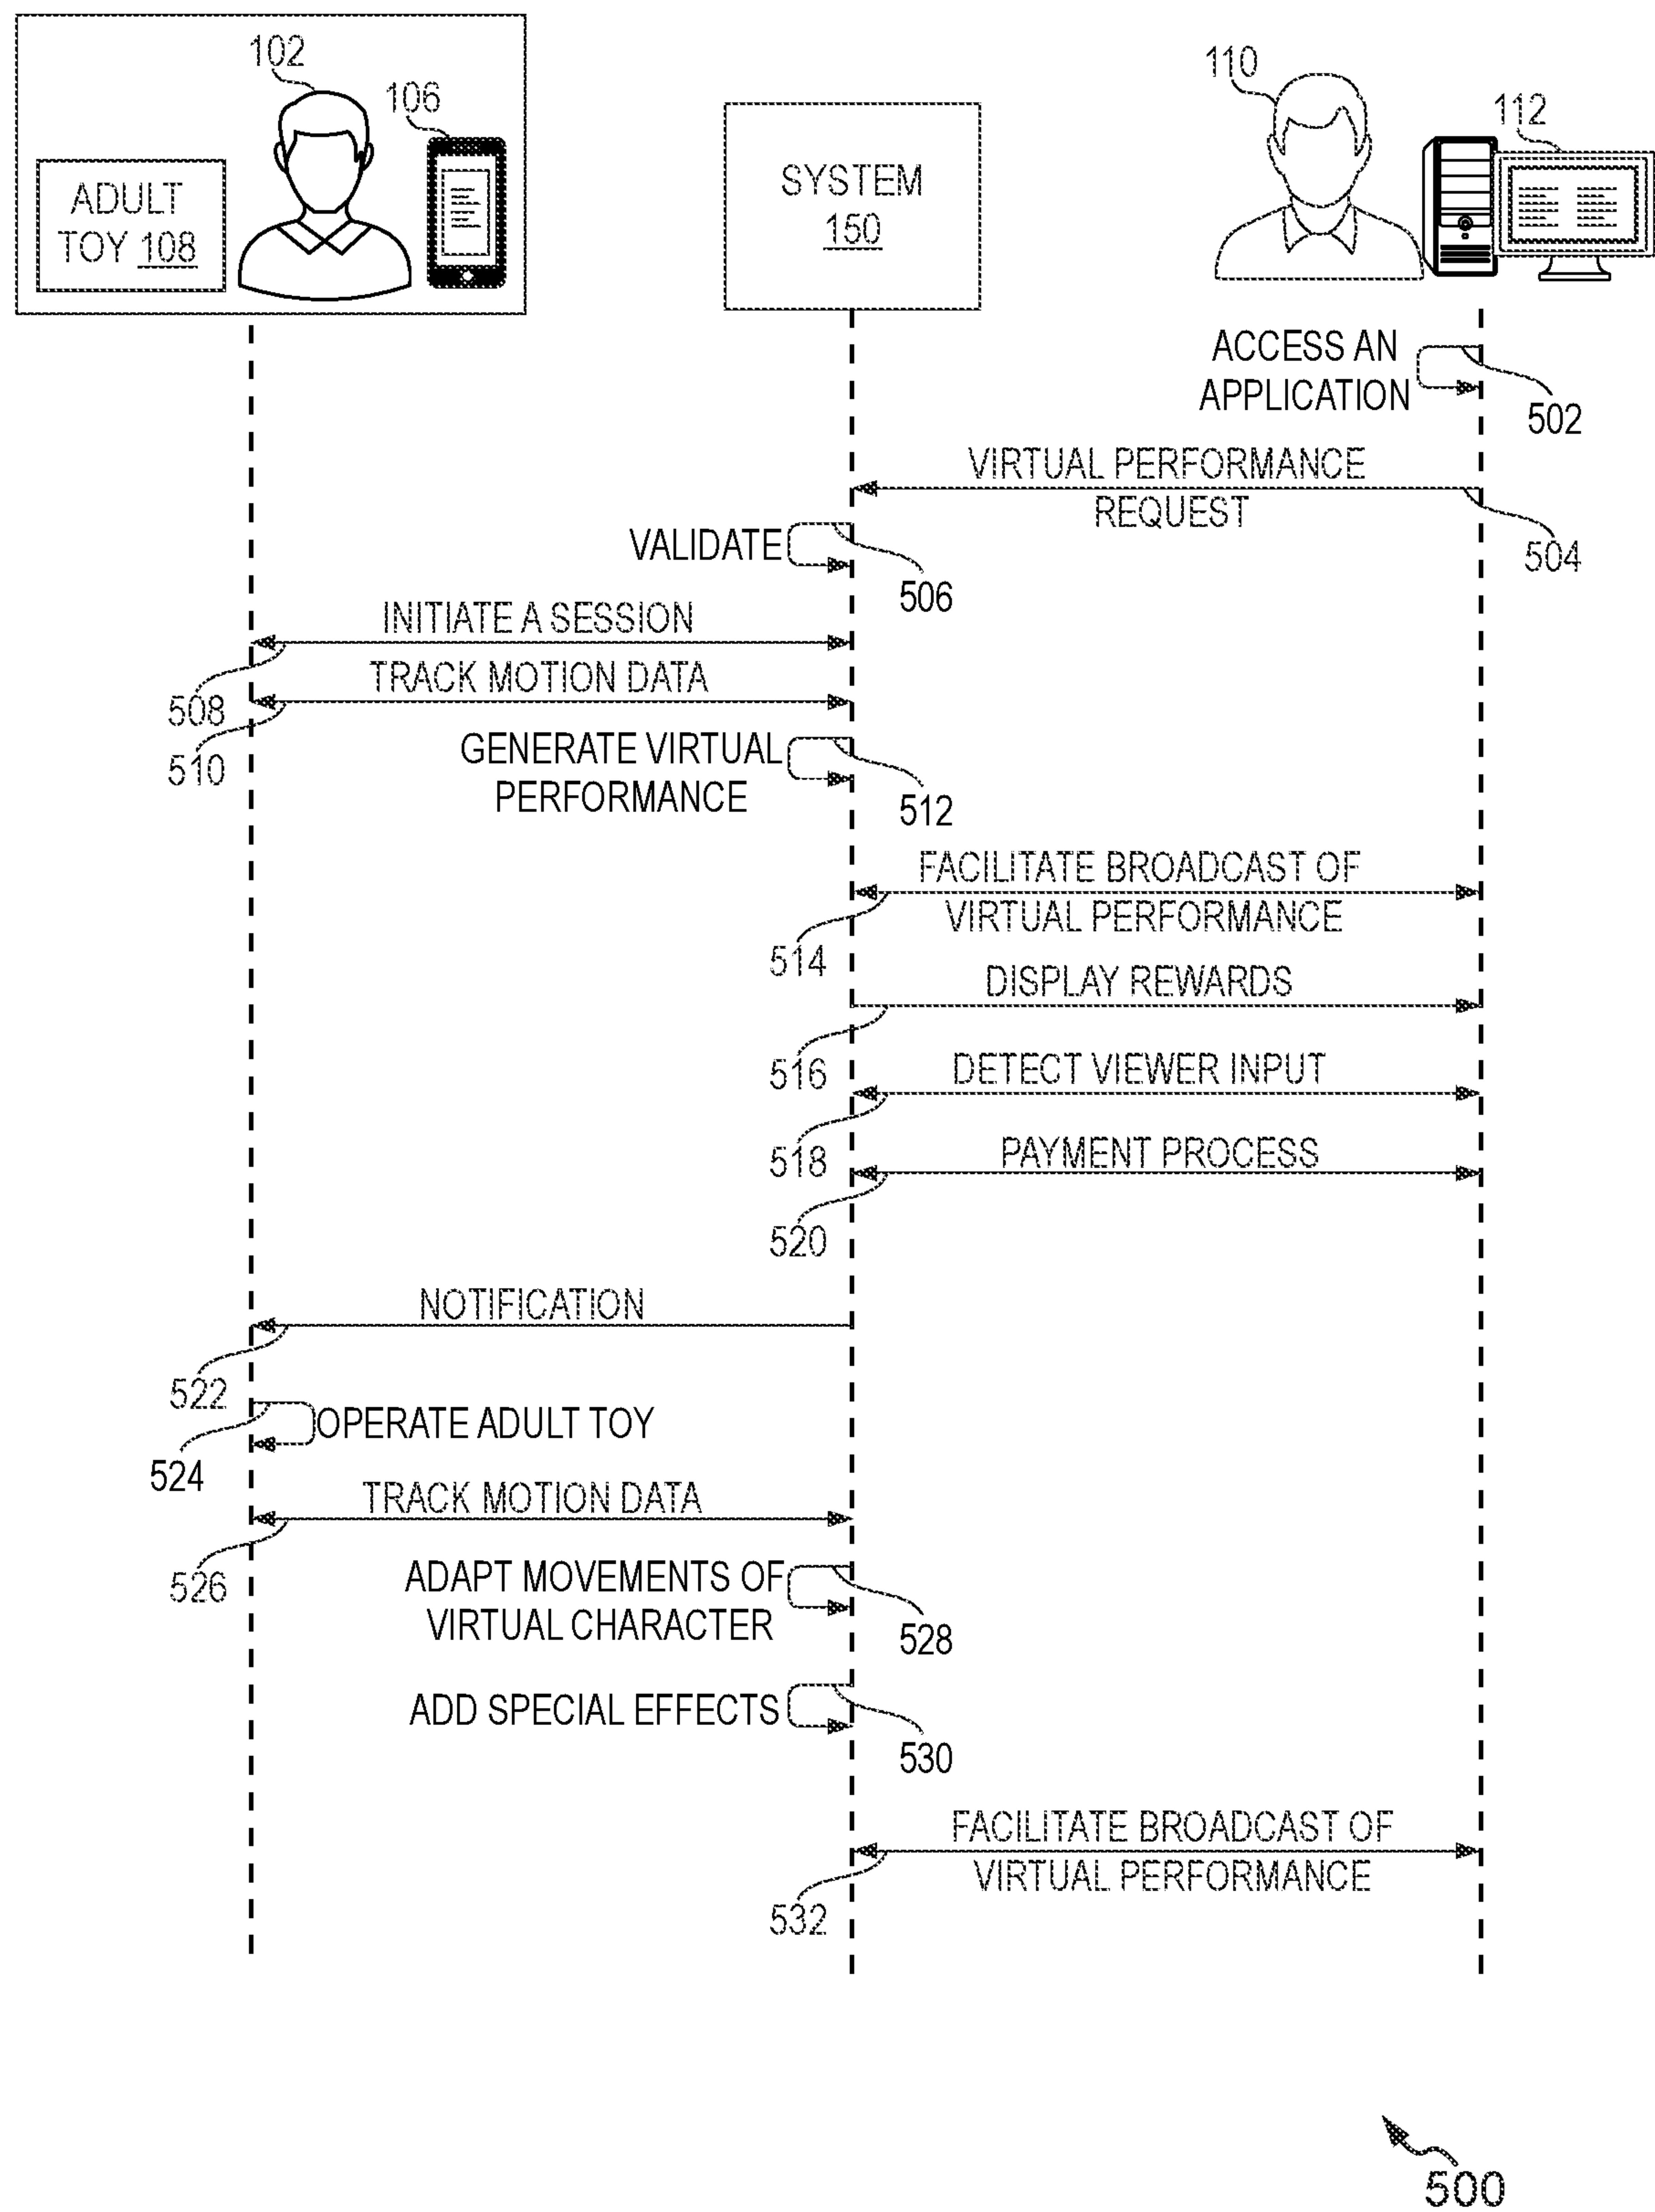 102
106
ADULT
TOY 108
SYSTEM
150
110
112
ACCESS AN
APPLICATION
502
VIRTUAL PERFORMANCE
REQUEST
504
VALIDATE
506
INITIATE A SESSION
508
TRACK MOTION DATA
510
GENERATE VIRTUAL
PERFORMANCE
512
FACILITATE BROADCAST OF
VIRTUAL PERFORMANCE
514
DISPLAY REWARDS
516
DETECT VIEWER INPUT
518
PAYMENT PROCESS
520
NOTIFICATION
522
OPERATE ADULT TOY
524
TRACK MOTION DATA
526
ADAPT MOVEMENTS OF
VIRTUAL CHARACTER
528
ADD SPECIAL EFFECTS
530
FACILITATE BROADCAST OF
VIRTUAL PERFORMANCE
532
500